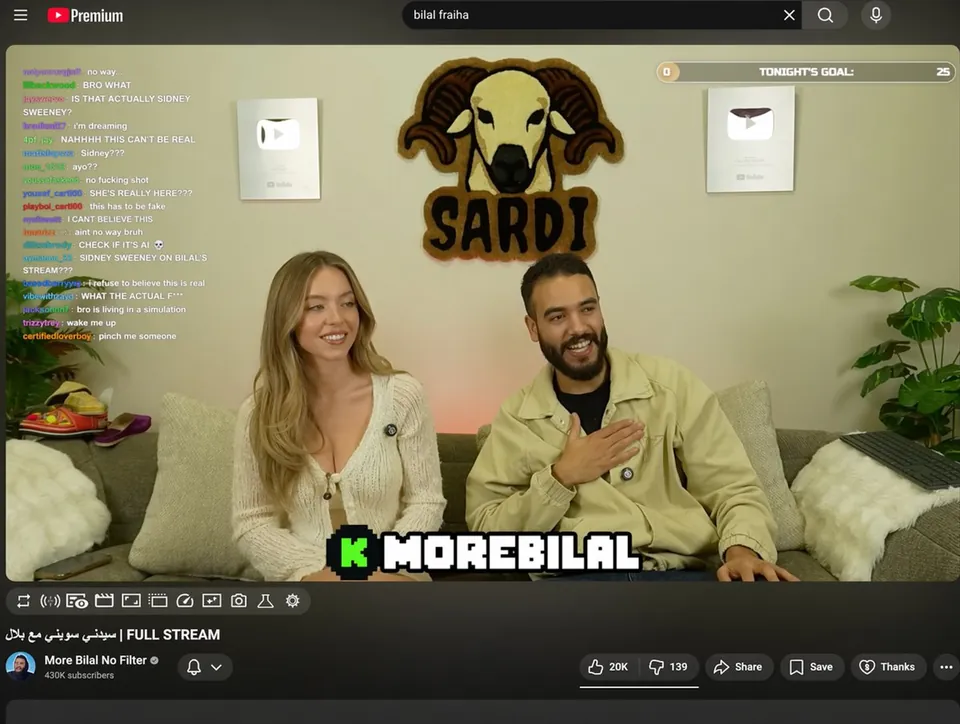 Premium
bilal fraiha
no way...
BRO WHAT
IS THAT ACTUALLY SIDNEY
SWEENEY?
i'm dreaming
NAHHHH THIS CAN'T BE REAL
Sidney???
ayo??
no fucking shot
SHE'S REALLY HERE???
playboi_carti00 this has to be fake
I CANT BELIEVE THIS
aint no way bruh
CHECK IF IT'S AI 💀
SIDNEY SWEENEY ON BILAL'S
STREAM???
: I refuse to believe this is real
: WHAT THE ACTUAL F***
: bro is living in a simulation
trizzytrey: wake me up
certifiedloverboy: pinch me someone
0 TONIGHT'S GOAL: 25
SARDI
K MOREBILAL
سيدني سويني مع بلال | FULL STREAM
More Bilal No Filter
430K subscribers
20K 139 Share Save Thanks